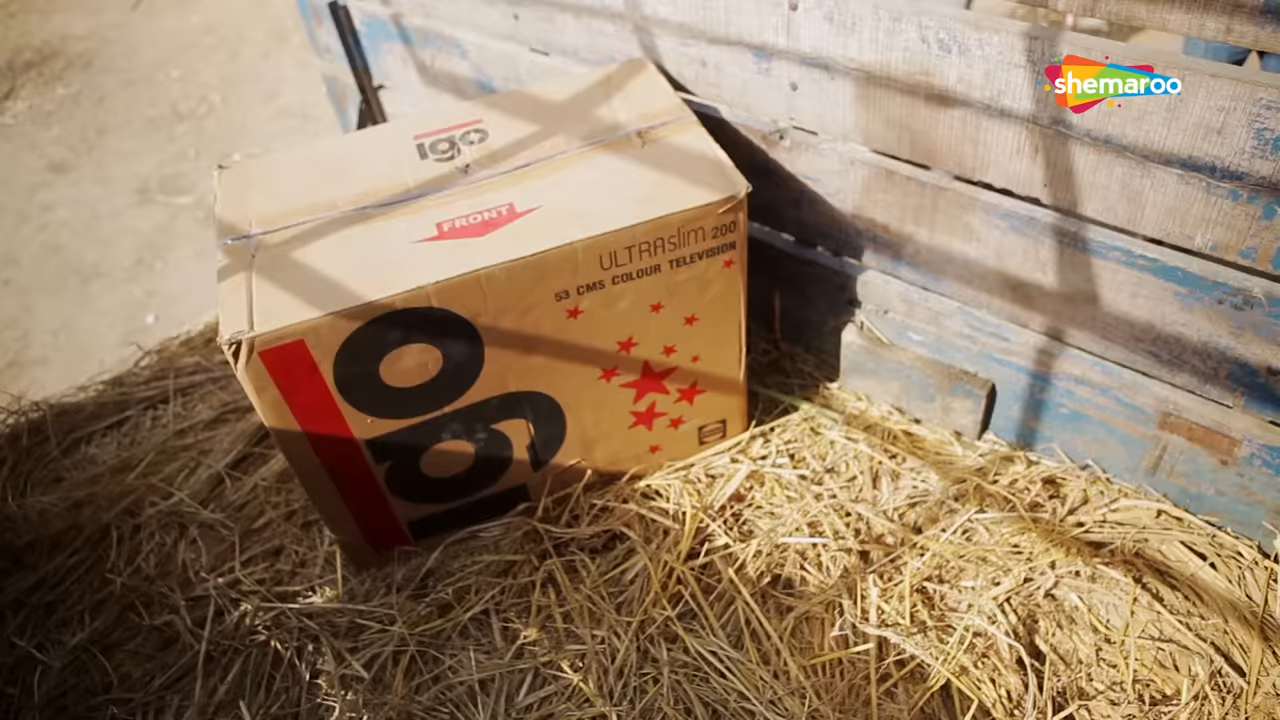 shemaroo
igo
FRONT
ULTRAslim 200
53 CMS COLOUR TELEVISION
igo